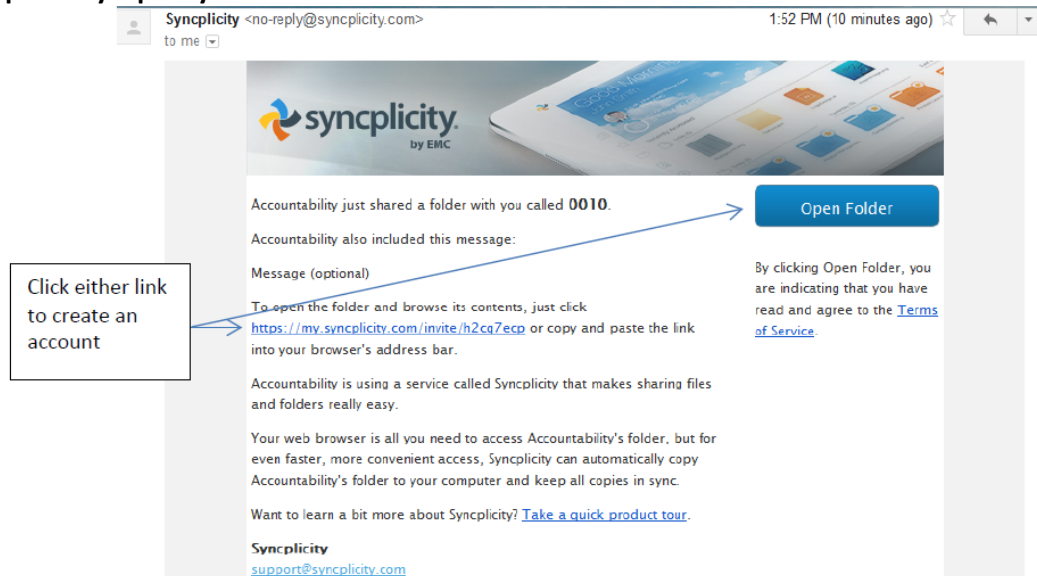 Syncplicity <no-reply@syncplicity.com>
1:52 PM (10 minutes ago)
to me
syncplicity.
by EMC
Accountability just shared a folder with you called 0010.
Open Folder
Accountability also included this message:
Message (optional)
By clicking Open Folder, you
are indicating that you have
read and agree to the Terms
of Service.
Click either link
to create an
account
To open the folder and browse its contents, just click
https://my.syncplicity.com/invite/h2cq7ecp or copy and paste the link
into your browser's address bar.
Accountability is using a service called Syncplicity that makes sharing files
and folders really easy.
Your web browser is all you need to access Accountability's folder, but for
even faster, more convenient access, Syncplicity can automatically copy
Accountability's folder to your computer and keep all copies in sync.
Want to learn a bit more about Syncplicity? Take a quick product tour.
Syncplicity
support@syncplicity.com